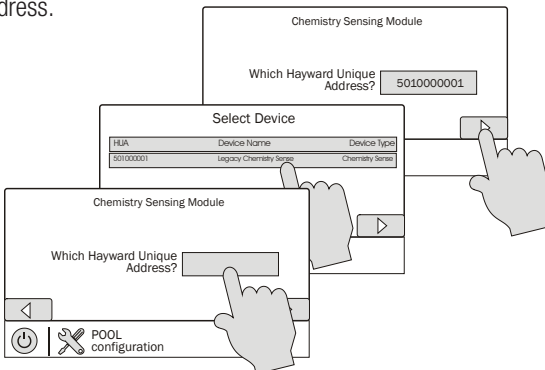 dress.
Chemistry Sensing Module
Which Hayward Unique
Address?
5010000001
Select Device
HUA Device Name Device Type
501000001 Legacy Chemistry Sense Chemistry Sense
Chemistry Sensing Module
Which Hayward Unique
Address?
POOL
configuration